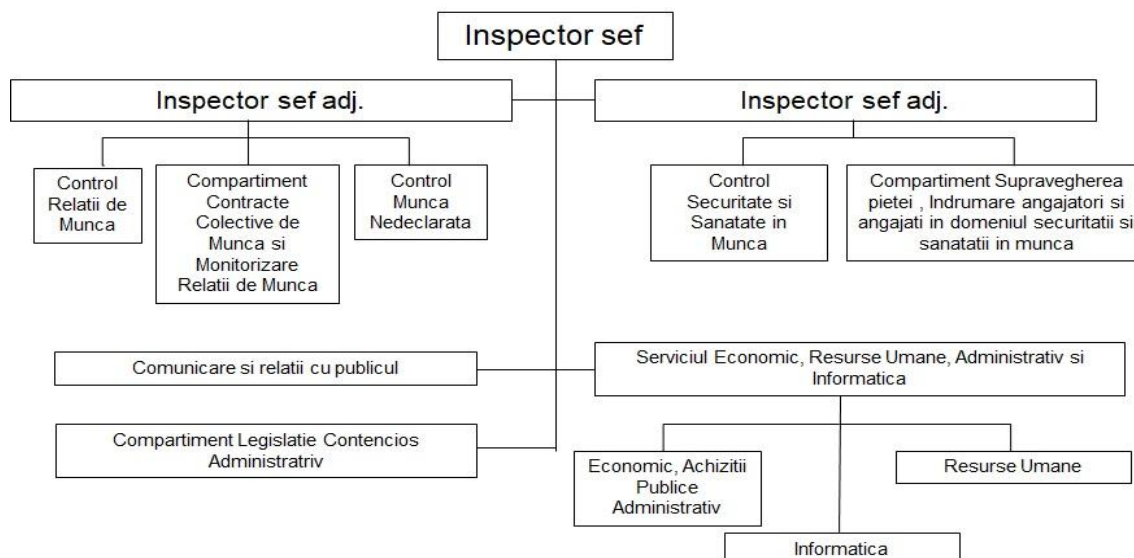 Inspector sef
Inspector sef adj.
Inspector sef adj.
Control
Relatii de
Munca
Compartiment
Contracte
Colective de
Munca si
Monitorizare
Relatii de Munca
Control
Munca
Nedeclarata
Control
Securitate si
Sanatate in
Munca
Compartiment Supravegherea
pietei , Indrumare angajatori si
angajati in domeniul securitatii si
sanatatii in munca
Comunicare si relatii cu publicul
Serviciul Economic, Resurse Umane, Administrativ si
Informatica
Compartiment Legislatie Contencios
Administratriv
Economic, Achizitii
Publice
Administrativ
Resurse Umane
Informatica